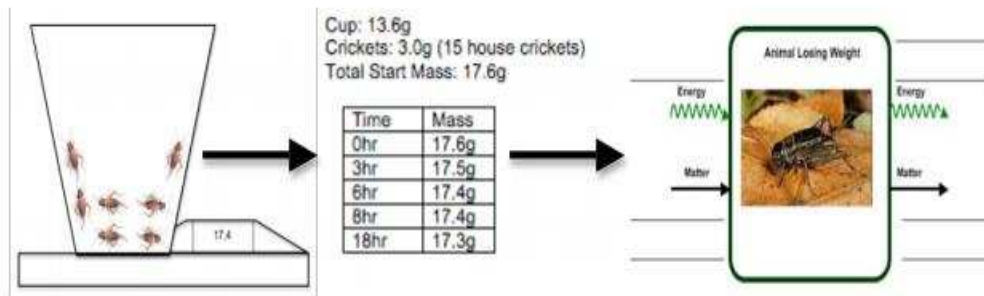 17.4
Cup: 13.6g
Crickets: 3.0g (15 house crickets)
Total Start Mass: 17.6g
Time Mass
0hr 17.6g
3hr 17.5g
6hr 17.4g
8hr 17.4g
18hr 17.3g
Animal Losing Weight
Energy Energy
Matter Matter